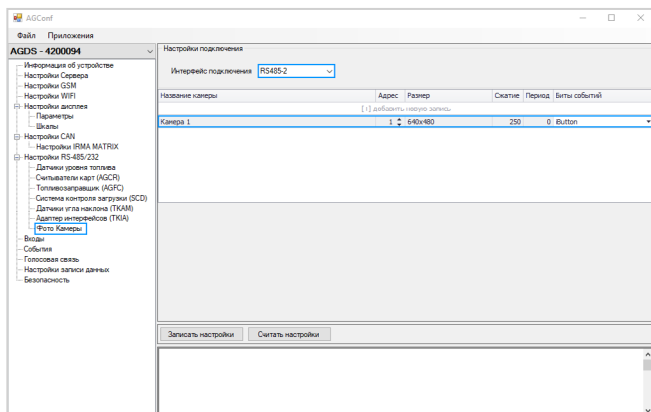 AGConf
Файл Приложения
AGDS - 4200094
Информация об устройстве
Настройки Сервера
Настройки GSM
Настройки WIFI
Настройки дисплея
Параметры
Шкалы
Настройки CAN
Настройки IRMA MATRIX
Настройки RS-485/232
Датчики уровня топлива
Считыватели карт (AGCR)
Топливозаправщик (AGFC)
Система контроля загрузки (SCD)
Датчики угла наклона (TKAM)
Адаптер интерфейсов (TKIA)
Фото Камеры
Входы
События
Голосовая связь
Настройки записи данных
Безопасность
Настройки подключения
Интерфейс подключения RS485-2
Название камеры Адрес Размер Сжатие Период Биты событий
[+] добавить новую запись
Камера 1 1 640x480 250 0 iButton
Записать настройки Считать настройки